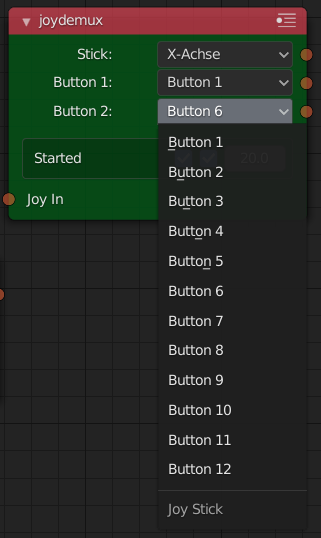 joydemux
Stick: X-Achse
Button 1: Button 1
Button 2: Button 6
Started 20.0
Joy In
Button 1
Button 2
Button 3
Button 4
Button 5
Button 6
Button 7
Button 8
Button 9
Button 10
Button 11
Button 12
Joy Stick